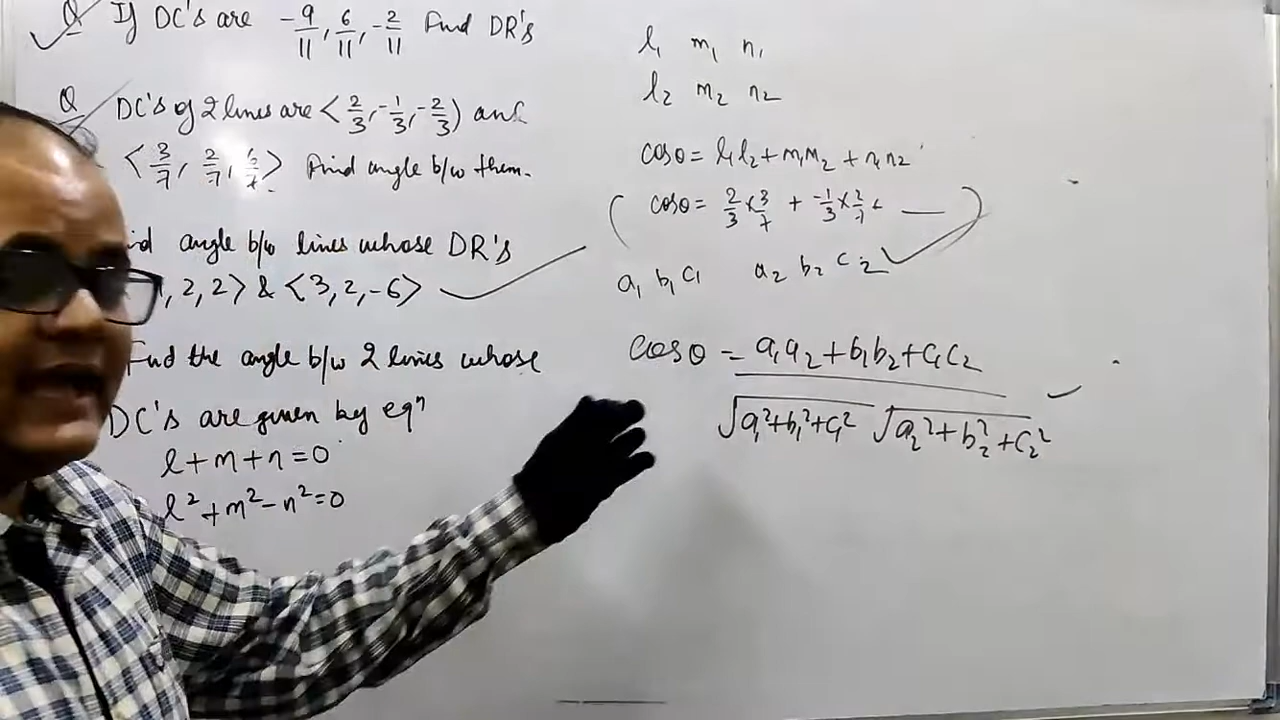 Q If DC's are -9/11, 6/11, -2/11 Find DR's
Q DC's of 2 lines are < 2/3, -1/3, -2/3 ) and
< 3/7, 2/7, 6/7 > Find angle b/w them.
angle b/w lines whose DR's
, 2, 2> & <3, 2, -6>
Find the angle b/w 2 lines whose
DC's are given by eqn
l + m + n = 0
l² + m² - n² = 0
l₁ m₁ n₁
l₂ m₂ n₂
cosθ = l₁l₂ + m₁m₂ + n₁n₂
( cosθ = 2/3 × 3/7 + -1/3 × 2/7 + — )
a₁ b₁ c₁ a₂ b₂ c₂
cosθ = a₁a₂ + b₁b₂ + c₁c₂
√a₁² + b₁² + c₁² √a₂² + b₂² + c₂²